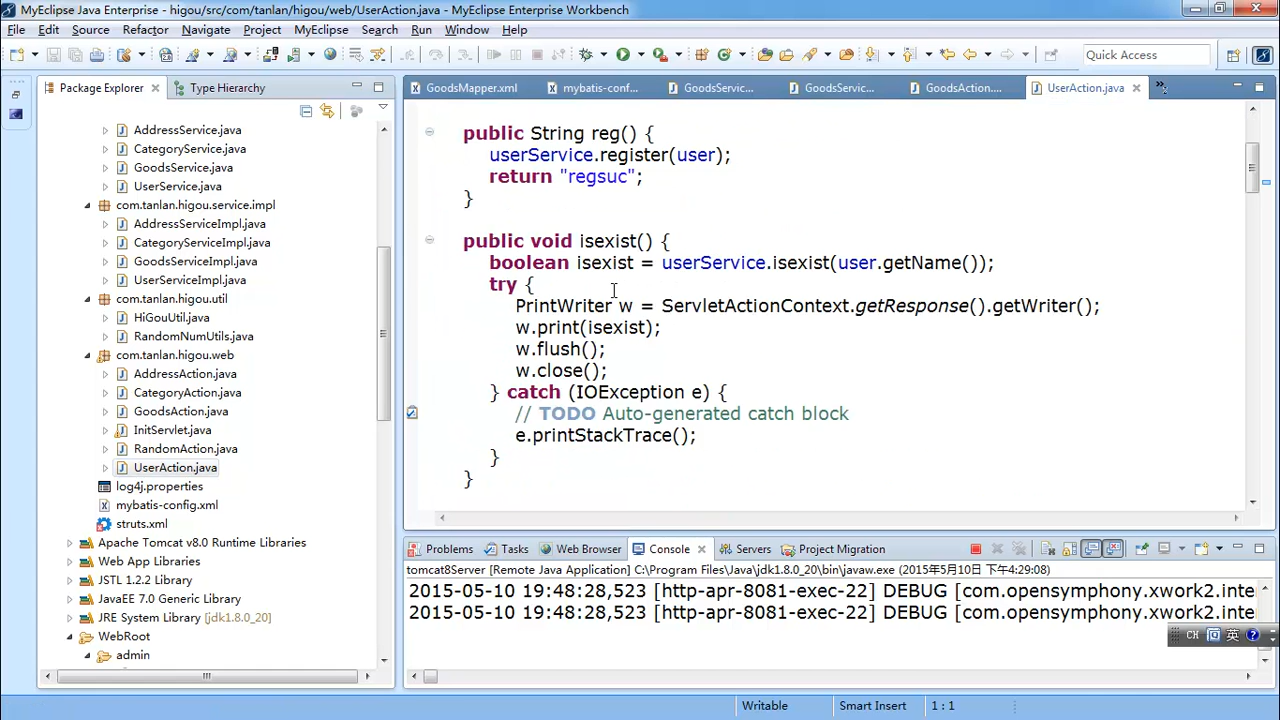 MyEclipse Java Enterprise - higou/src/com/tanlan/higou/web/UserAction.java - MyEclipse Enterprise Workbench
File Edit Source Refactor Navigate Project MyEclipse Search Run Window Help
Quick Access
Package Explorer Type Hierarchy
GoodsMapper.xml mybatis-conf... GoodsServic... GoodsServic... GoodsAction.... UserAction.java
AddressService.java
CategoryService.java
GoodsService.java
UserService.java
com.tanlan.higou.service.impl
AddressServiceImpl.java
CategoryServiceImpl.java
GoodsServiceImpl.java
UserServiceImpl.java
com.tanlan.higou.util
HiGouUtil.java
RandomNumUtils.java
com.tanlan.higou.web
AddressAction.java
CategoryAction.java
GoodsAction.java
InitServlet.java
RandomAction.java
UserAction.java
log4j.properties
mybatis-config.xml
struts.xml
Apache Tomcat v8.0 Runtime Libraries
Web App Libraries
JSTL 1.2.2 Library
JavaEE 7.0 Generic Library
JRE System Library [jdk1.8.0_20]
WebRoot
admin
public String reg() {
userService.register(user);
return "regsuc";
}
public void isexist() {
boolean isexist = userService.isexist(user.getName());
try {
PrintWriter w = ServletActionContext.getResponse().getWriter();
w.print(isexist);
w.flush();
w.close();
} catch (IOException e) {
// TODO Auto-generated catch block
e.printStackTrace();
}
}
Problems Tasks Web Browser Console Servers Project Migration
tomcat8Server [Remote Java Application] C:\Program Files\Java\jdk1.8.0_20\bin\javaw.exe (2015年5月10日 下午4:29:08)
2015-05-10 19:48:28,523 [http-apr-8081-exec-22] DEBUG [com.opensymphony.xwork2.inte
2015-05-10 19:48:28,523 [http-apr-8081-exec-22] DEBUG [com.opensymphony.xwork2.inte
CH 英
Writable Smart Insert 1 : 1